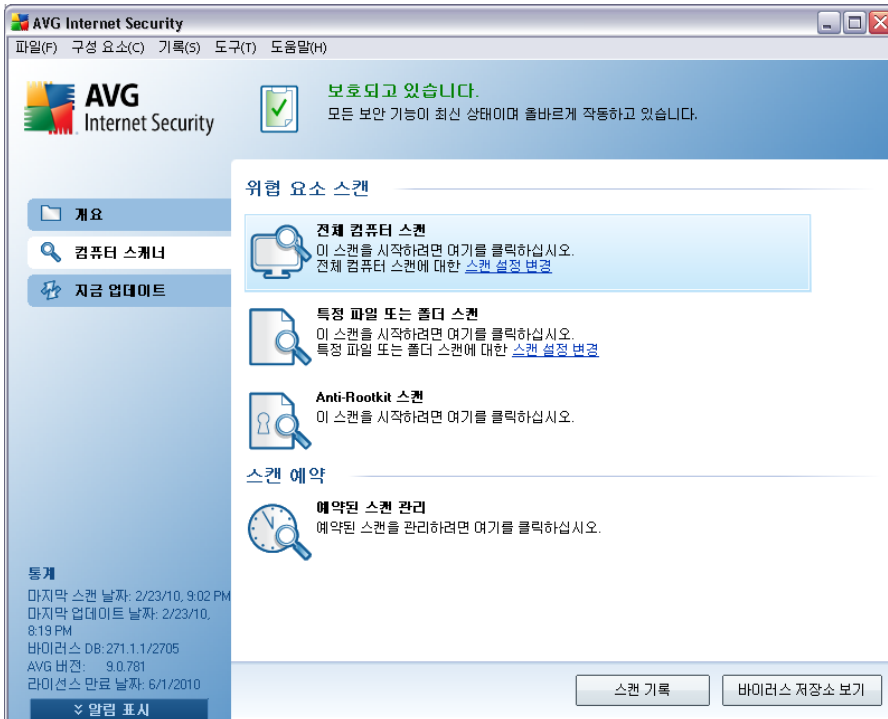 AVG Internet Security
파일(F) 구성 요소(C) 기록(S) 도구(T) 도움말(H)
AVG
Internet Security
보호되고 있습니다.
모든 보안 기능이 최신 상태이며 올바르게 작동하고 있습니다.
개요
컴퓨터 스캐너
지금 업데이트
위협 요소 스캔
전체 컴퓨터 스캔
이 스캔을 시작하려면 여기를 클릭하십시오.
전체 컴퓨터 스캔에 대한 스캔 설정 변경
특정 파일 또는 폴더 스캔
이 스캔을 시작하려면 여기를 클릭하십시오.
특정 파일 또는 폴더 스캔에 대한 스캔 설정 변경
Anti-Rootkit 스캔
이 스캔을 시작하려면 여기를 클릭하십시오.
스캔 예약
예약된 스캔 관리
예약된 스캔을 관리하려면 여기를 클릭하십시오.
통계
마지막 스캔 날짜: 2/23/10, 9:02 PM
마지막 업데이트 날짜: 2/23/10,
8:19 PM
바이러스 DB: 271.1.1/2705
AVG 버전: 9.0.781
라이선스 만료 날짜: 6/1/2010
알림 표시
스캔 기록
바이러스 저장소 보기